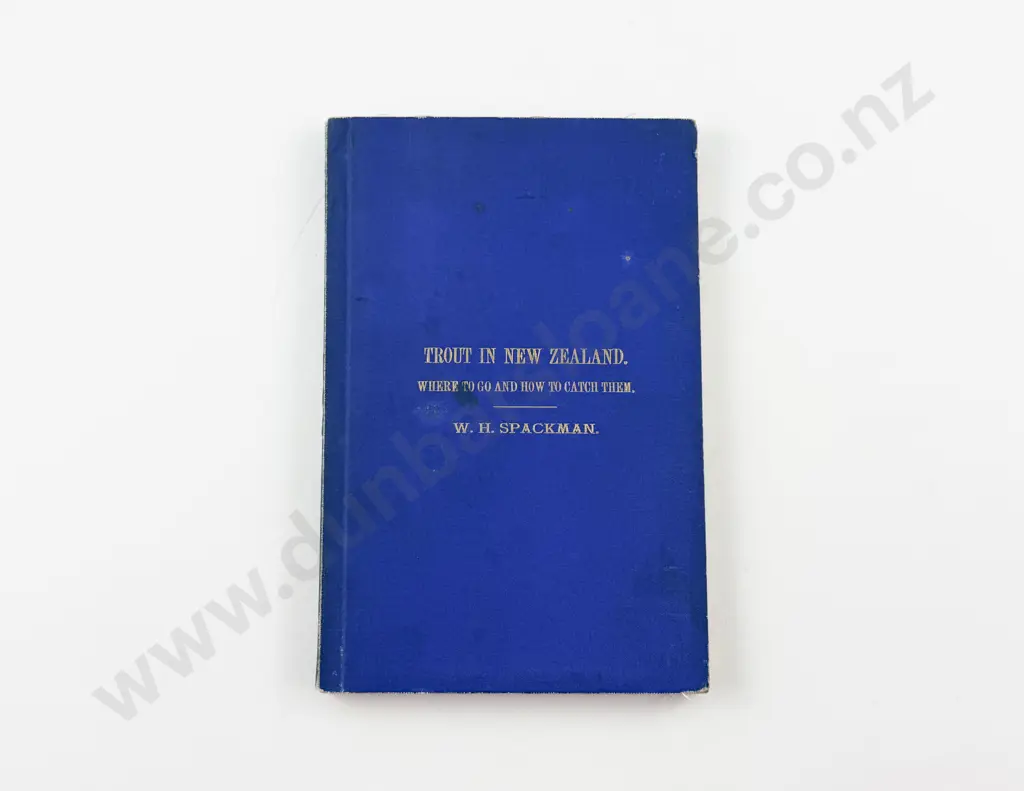 TROUT IN NEW ZEALAND.
WHERE TO GO AND HOW TO CATCH THEM.
W. H. SPACKMAN.
www.dunbarsloane.co.nz